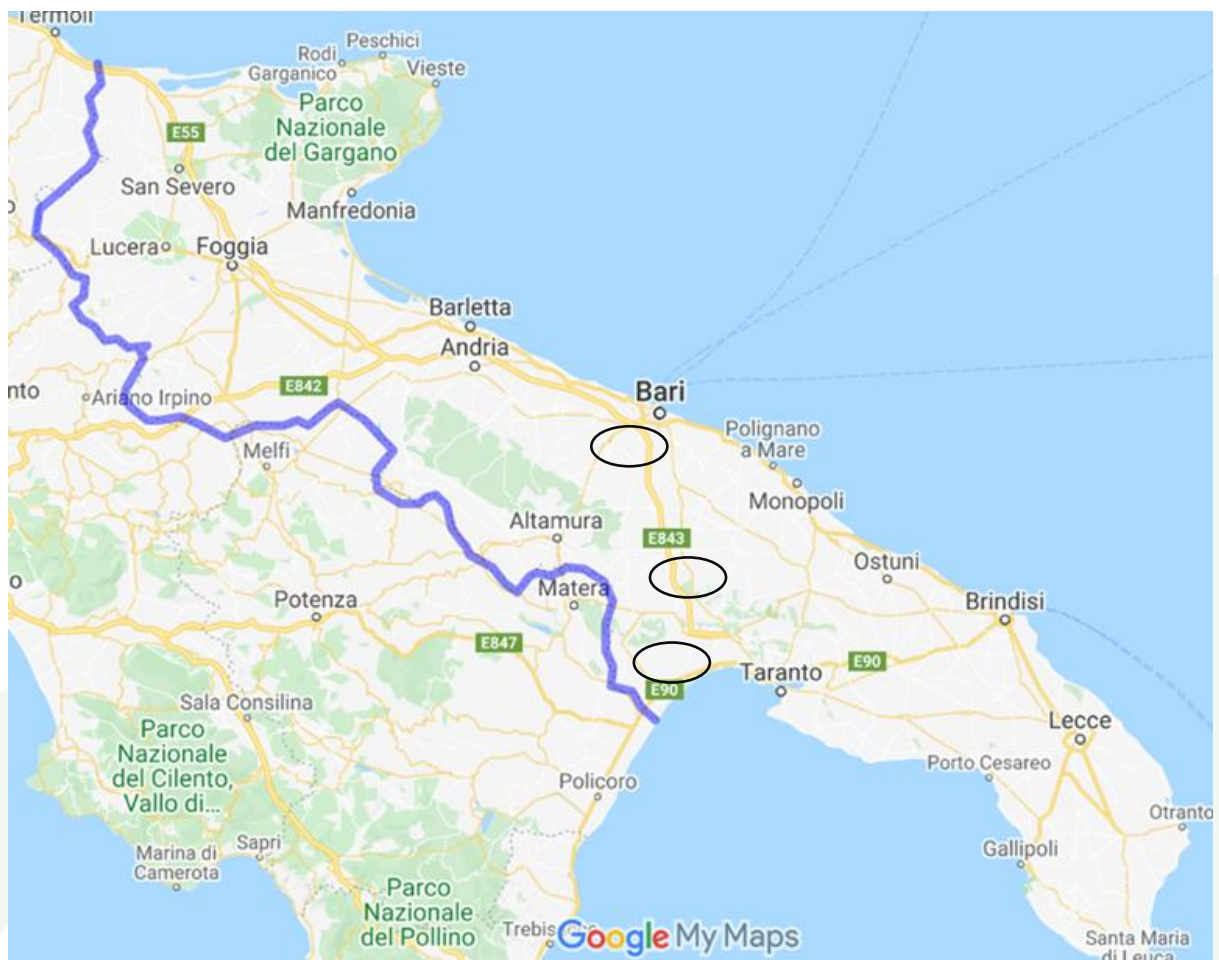 Termoli
Peschici
Rodi
Garganico
Vieste
Parco
Nazionale
del Gargano
E55
San Severo
Manfredonia
Lucera
Foggia
Barletta
Andria
E842
nto
Ariano Irpino
Bari
Melfi
Polignano
a Mare
Monopoli
Altamura
E843
Ostuni
o
Matera
Potenza
Brindisi
E847
Taranto
E90
E90
Sala Consilina
Lecce
Parco
Nazionale
del Cilento,
Vallo di...
Porto Cesareo
Policoro
Otranto
Marina di
Camerota
Sapri
Gallipoli
Parco
Nazionale
del Pollino
Trebis
Google My Maps
Santa Maria
di Leuca